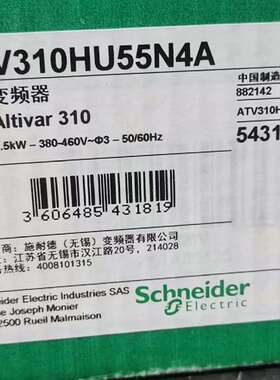 V310HU55N4A
变频器
中国制造
882142
Altivar 310
ATV310H
.5kW - 380-460V~Φ3 - 50/60Hz
5431
3 606485 431819
商：施耐德（无锡）变频器有限公司
：江苏省无锡市汉江路20号，214028
热线：4008101315
neider Electric Industries SAS
e Joseph Monier
2500 Rueil Malmaison
Schneider
Electric